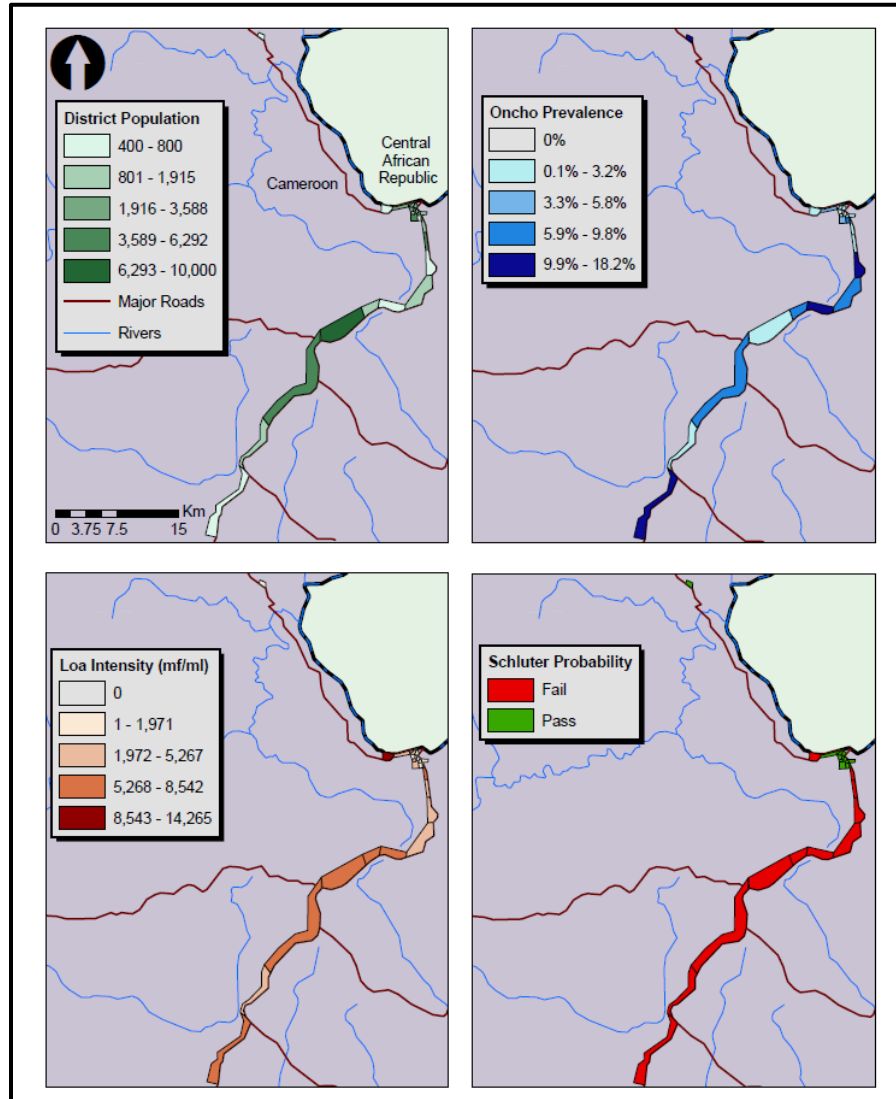 District Population
400 - 800
801 - 1,915
1,916 - 3,588
3,589 - 6,292
6,293 - 10,000
Major Roads
Rivers
Cameroon
Central
African
Republic
Km
0 3.75 7.5 15
Oncho Prevalence
0%
0.1% - 3.2%
3.3% - 5.8%
5.9% - 9.8%
9.9% - 18.2%
Loa Intensity (mf/ml)
0
1 - 1,971
1,972 - 5,267
5,268 - 8,542
8,543 - 14,265
Schluter Probability
Fail
Pass